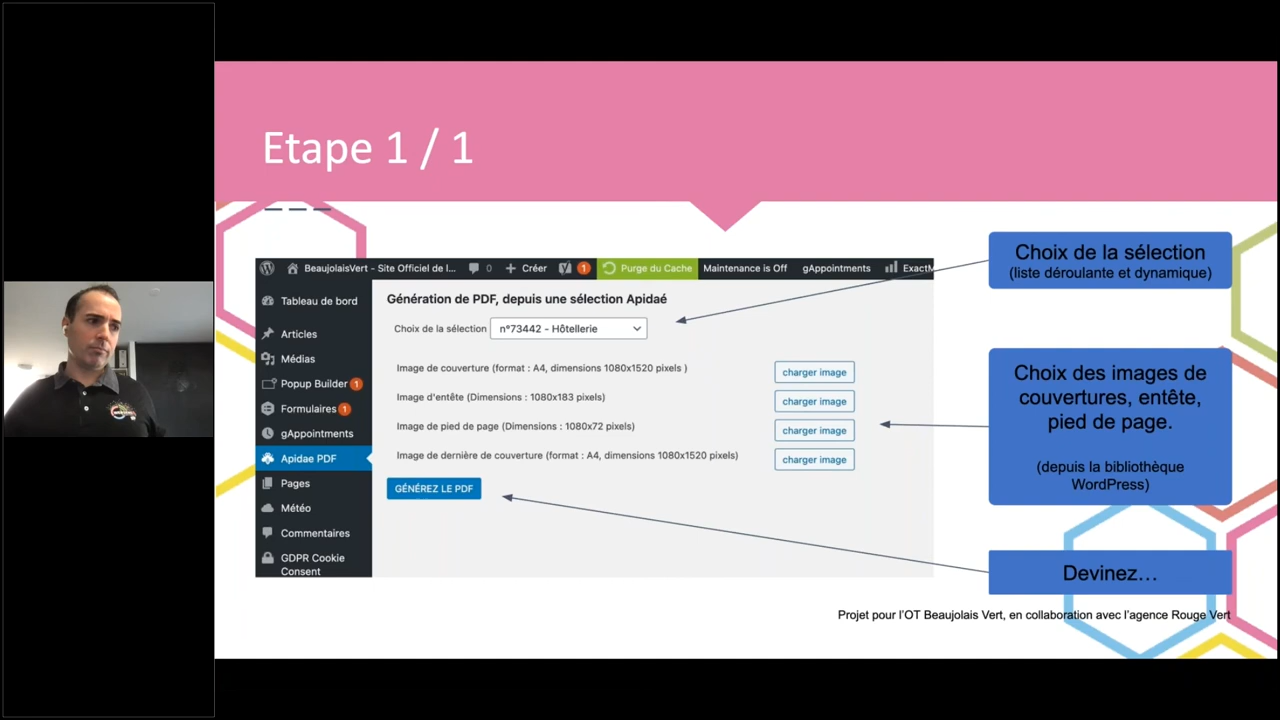 Etape 1 / 1
BeaujolaisVert - Site Officiel de l... 0 Créer 1 Purge du Cache Maintenance is Off gAppointments ExactM
Tableau de bord
Articles
Médias
Popup Builder 1
Formulaires 1
gAppointments
Apidae PDF
Pages
Météo
Commentaires
GDPR Cookie
Consent
Génération de PDF, depuis une sélection Apidaé
Choix de la sélection n°73442 - Hôtellerie
Image de couverture (format : A4, dimensions 1080x1520 pixels ) charger image
Image d'entête (Dimensions : 1080x183 pixels) charger image
Image de pied de page (Dimensions : 1080x72 pixels) charger image
Image de dernière de couverture (format : A4, dimensions 1080x1520 pixels) charger image
GÉNÉREZ LE PDF
Choix de la sélection
(liste déroulante et dynamique)
Choix des images de
couvertures, entête,
pied de page.
(depuis la bibliothèque
WordPress)
Devinez…
Projet pour l'OT Beaujolais Vert, en collaboration avec l'agence Rouge Vert